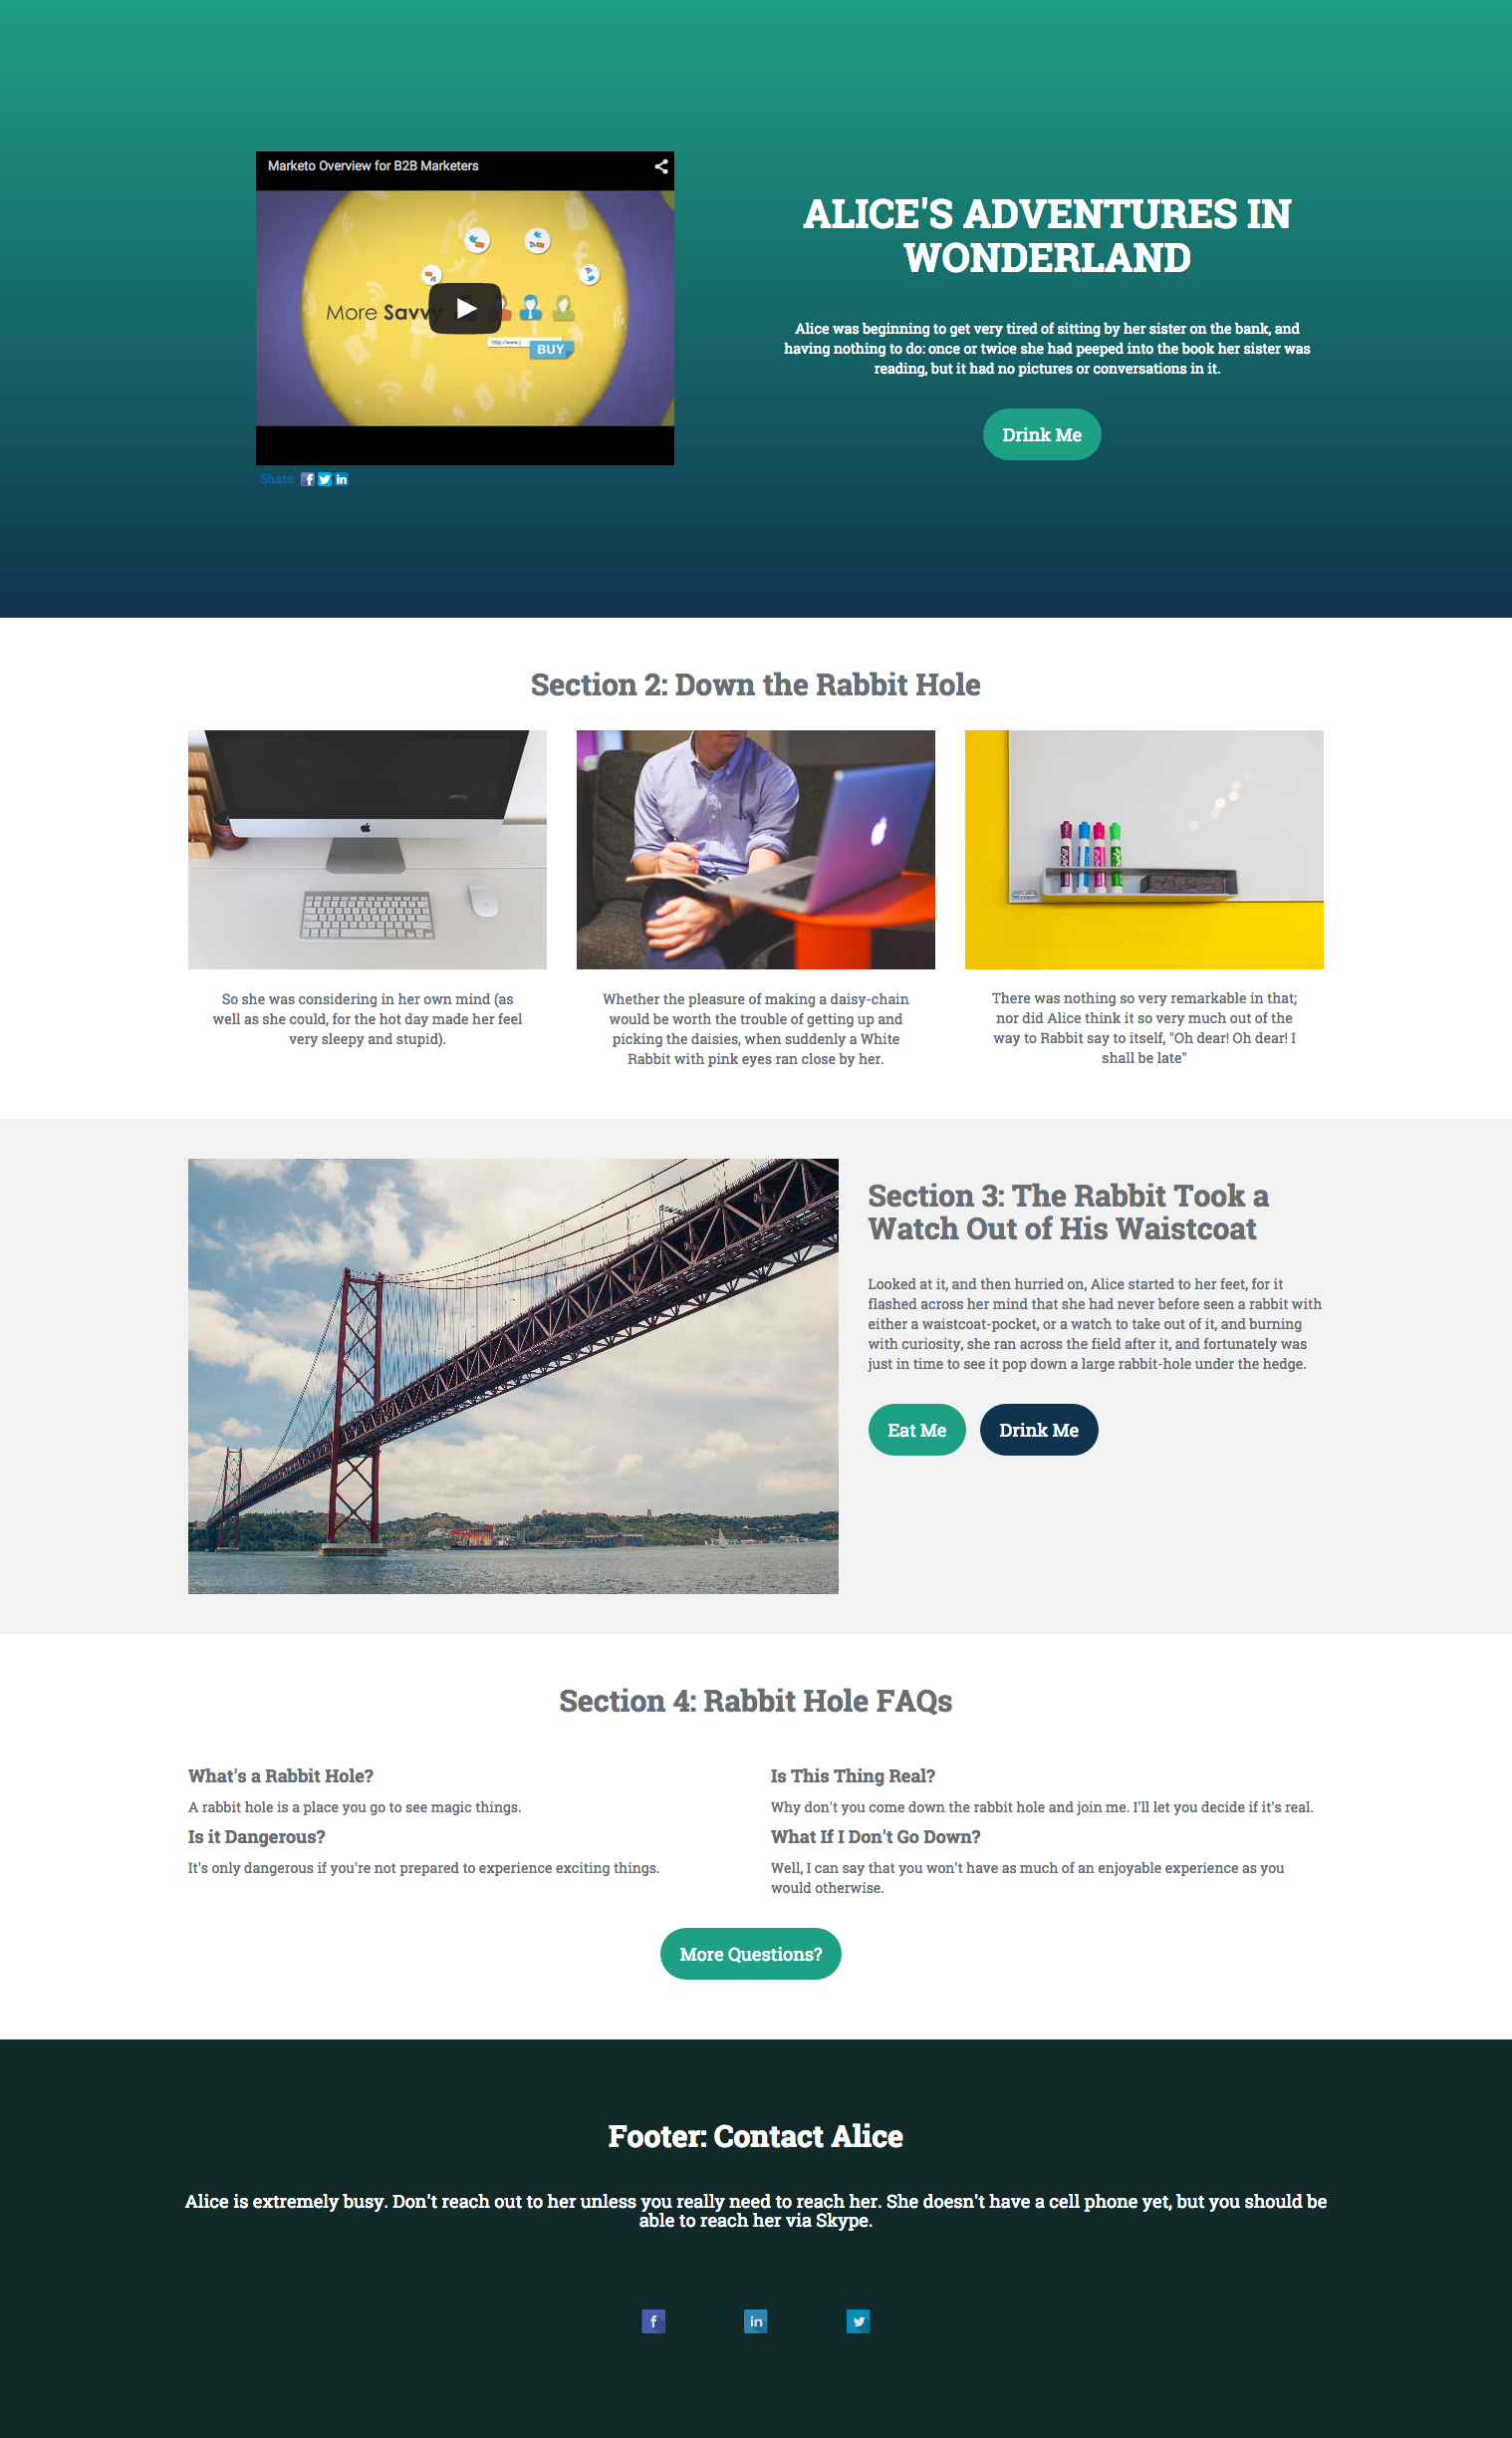 Marketo Overview for B2B Marketers
More Savvy
http://www.
BUY
Share:
ALICE'S ADVENTURES IN
WONDERLAND
Alice was beginning to get very tired of sitting by her sister on the bank, and
having nothing to do: once or twice she had peeped into the book her sister was
reading, but it had no pictures or conversations in it.
Drink Me
Section 2: Down the Rabbit Hole
So she was considering in her own mind (as
well as she could, for the hot day made her feel
very sleepy and stupid).
Whether the pleasure of making a daisy-chain
would be worth the trouble of getting up and
picking the daisies, when suddenly a White
Rabbit with pink eyes ran close by her.
There was nothing so very remarkable in that;
nor did Alice think it so very much out of the
way to Rabbit say to itself, "Oh dear! Oh dear! I
shall be late"
Section 3: The Rabbit Took a
Watch Out of His Waistcoat
Looked at it, and then hurried on, Alice started to her feet, for it
flashed across her mind that she had never before seen a rabbit with
either a waistcoat-pocket, or a watch to take out of it, and burning
with curiosity, she ran across the field after it, and fortunately was
just in time to see it pop down a large rabbit-hole under the hedge.
Eat Me
Drink Me
Section 4: Rabbit Hole FAQs
What's a Rabbit Hole?
A rabbit hole is a place you go to see magic things.
Is it Dangerous?
It's only dangerous if you're not prepared to experience exciting things.
Is This Thing Real?
Why don't you come down the rabbit hole and join me. I'll let you decide if it's real.
What If I Don't Go Down?
Well, I can say that you won't have as much of an enjoyable experience as you
would otherwise.
More Questions?
Footer: Contact Alice
Alice is extremely busy. Don't reach out to her unless you really need to reach her. She doesn't have a cell phone yet, but you should be
able to reach her via Skype.